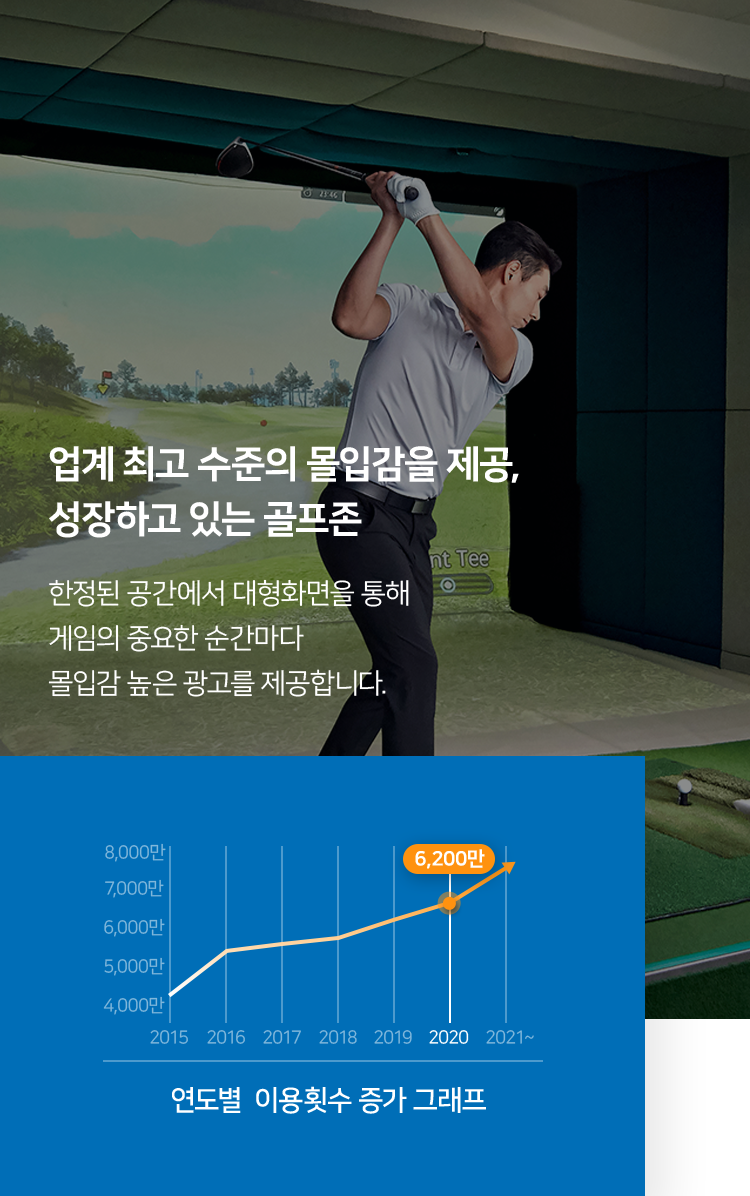 23:46
업계 최고 수준의 몰입감을 제공,
성장하고 있는 골프존
nt Tee
한정된 공간에서 대형화면을 통해
게임의 중요한 순간마다
몰입감 높은 광고를 제공합니다.
8,000만
6,200만
7,000만
6,000만
5,000만
4,000만
2015 2016 2017 2018 2019 2020 2021~
연도별 이용횟수 증가 그래프